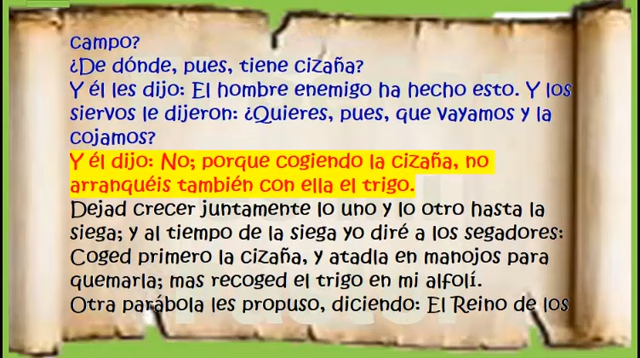 campo?
¿De dónde, pues, tiene cizaña?
Y él les dijo: El hombre enemigo ha hecho esto. Y los
siervos le dijeron: ¿Quieres, pues, que vayamos y la
cojamos?
Y él dijo: No; porque cogiendo la cizaña, no
arranquéis también con ella el trigo.
Dejad crecer juntamente lo uno y lo otro hasta la
siega; y al tiempo de la siega yo diré a los segadores:
Coged primero la cizaña, y atadla en manojos para
quemarla; mas recoged el trigo en mi alfolí.
Otra parábola les propuso, diciendo: El Reino de los